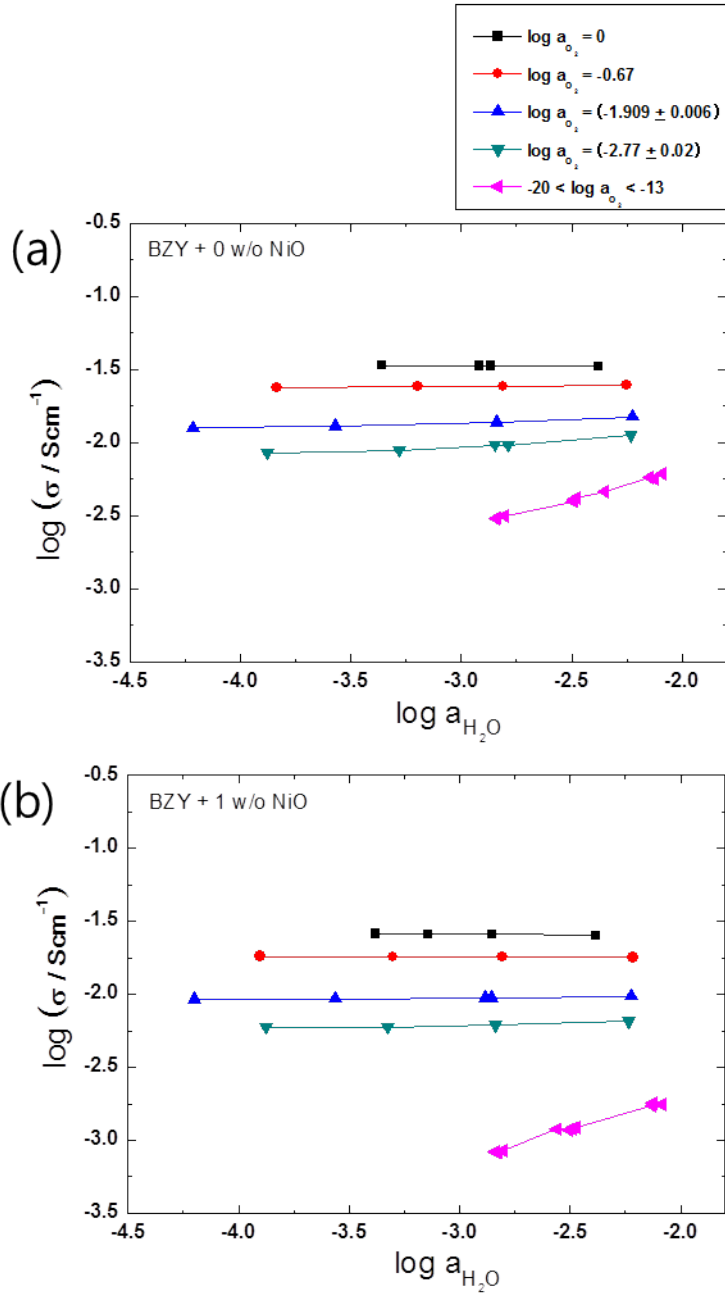 log a_O₂ = 0
log a_O₂ = -0.67
log a_O₂ = (-1.909 ± 0.006)
log a_O₂ = (-2.77 ± 0.02)
-20 < log a_O₂ < -13
(a)
BZY + 0 w/o NiO
-0.5
-1.0
-1.5
-2.0
-2.5
-3.0
-3.5
log (σ / Scm⁻¹)
-4.5 -4.0 -3.5 -3.0 -2.5 -2.0
log a_H₂O
(b)
BZY + 1 w/o NiO
-0.5
-1.0
-1.5
-2.0
-2.5
-3.0
-3.5
log (σ / Scm⁻¹)
-4.5 -4.0 -3.5 -3.0 -2.5 -2.0
log a_H₂O